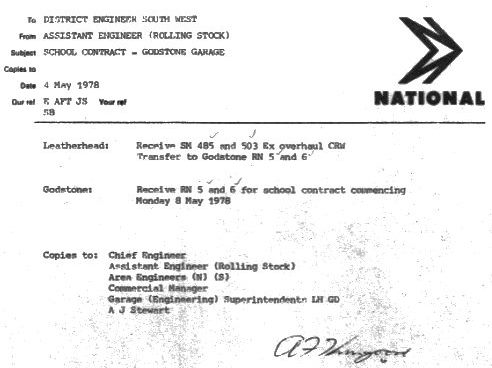 To DISTRICT ENGINEER SOUTH WEST
From ASSISTANT ENGINEER (ROLLING STOCK)
Subject SCHOOL CONTRACT - GODSTONE GARAGE
Copies to
Date 4 May 1978
Our ref E APT JS Your ref
5B
NATIONAL
Leatherhead: Receive SM 485 and 503 Ex overhaul CRW
Transfer to Godstone RN 5 and 6
Godstone: Receive RN 5 and 6 for school contract commencing
Monday 8 May 1978
Copies to: Chief Engineer
Assistant Engineer (Rolling Stock)
Area Engineers (N) (S)
Commercial Manager
Garage (Engineering) Superintendents LH GD
A J Stewart